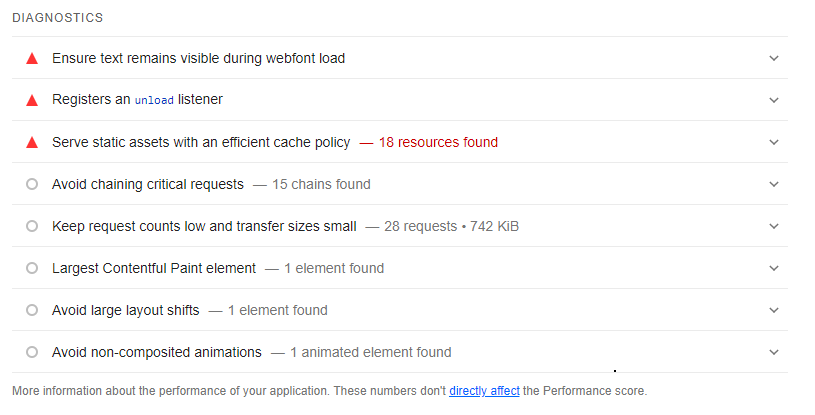 DIAGNOSTICS
Ensure text remains visible during webfont load
Registers an unload listener
Serve static assets with an efficient cache policy — 18 resources found
Avoid chaining critical requests — 15 chains found
Keep request counts low and transfer sizes small — 28 requests • 742 KiB
Largest Contentful Paint element — 1 element found
Avoid large layout shifts — 1 element found
Avoid non-composited animations — 1 animated element found
More information about the performance of your application. These numbers don't directly affect the Performance score.